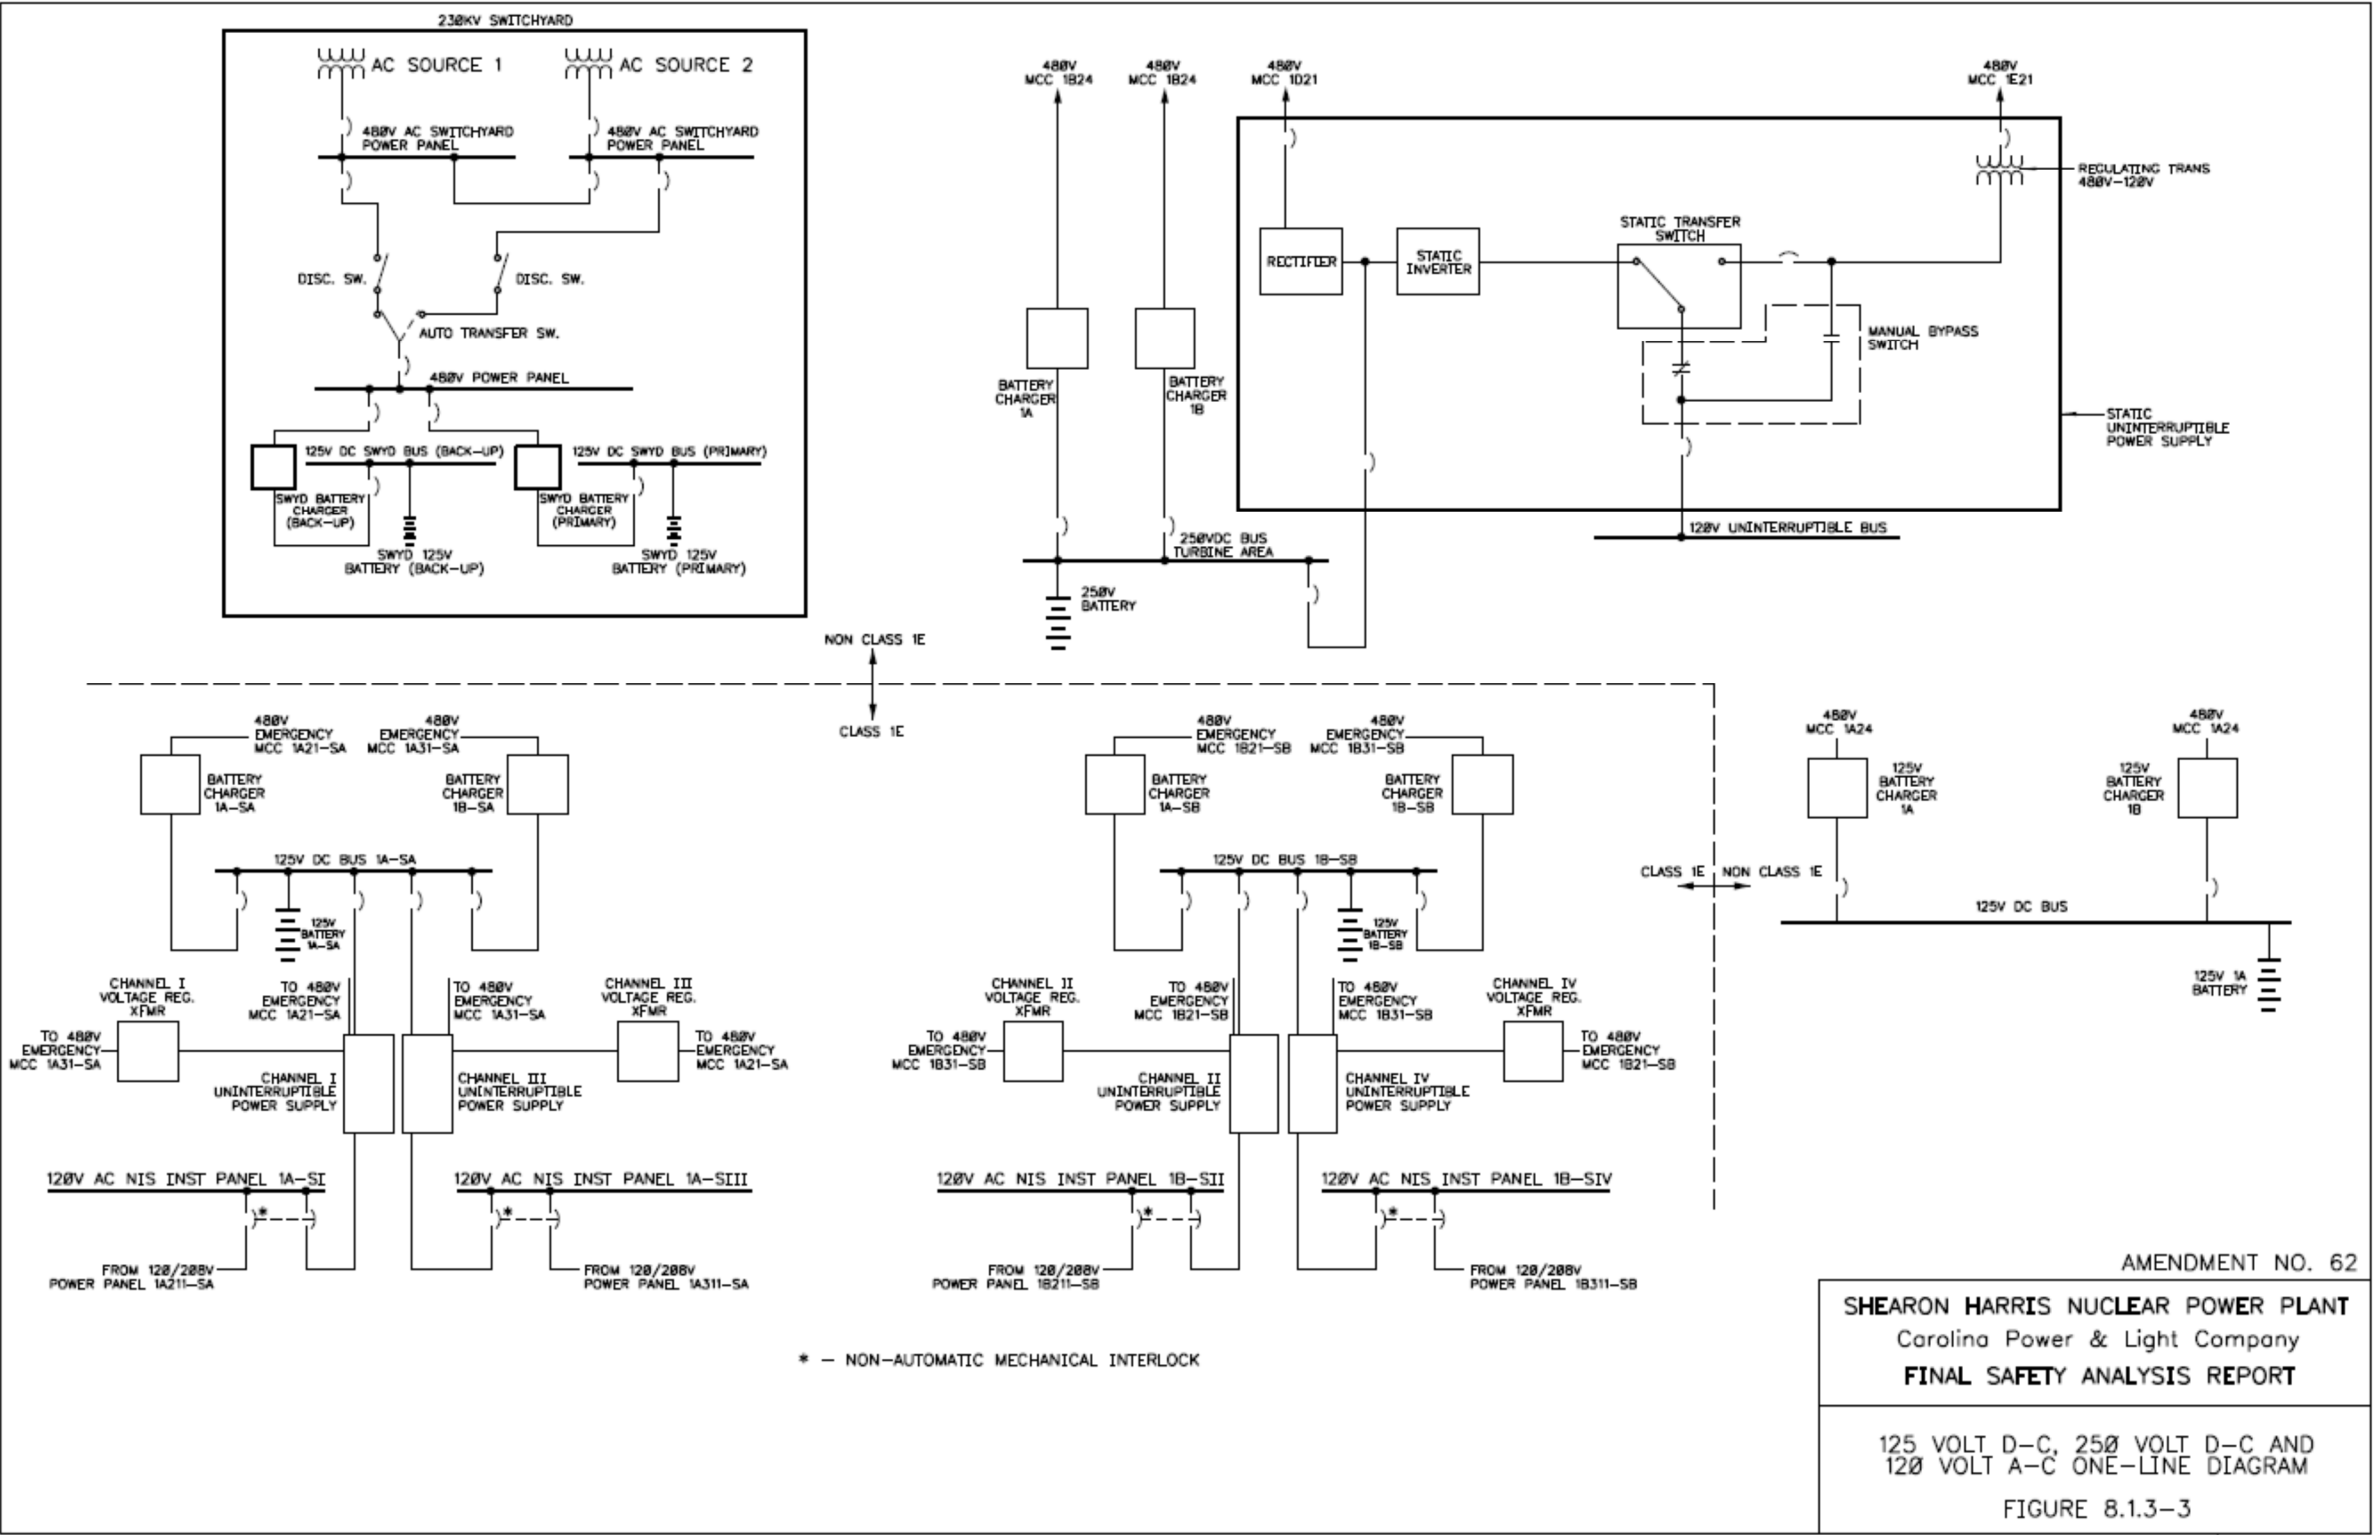 230KV SWITCHYARD
AC SOURCE 1
AC SOURCE 2
480V AC SWITCHYARD
POWER PANEL
480V AC SWITCHYARD
POWER PANEL
DISC. SW.
DISC. SW.
AUTO TRANSFER SW.
480V POWER PANEL
125V DC SWYD BUS (BACK-UP)
125V DC SWYD BUS (PRIMARY)
SWYD BATTERY
CHARGER
(BACK-UP)
SWYD BATTERY
CHARGER
(PRIMARY)
SWYD 125V
BATTERY (BACK-UP)
SWYD 125V
BATTERY (PRIMARY)
480V
MCC 1B24
480V
MCC 1B24
480V
MCC 1D21
480V
MCC 1E21
REGULATING TRANS
480V-120V
STATIC TRANSFER
SWITCH
RECTIFIER
STATIC
INVERTER
MANUAL BYPASS
SWITCH
BATTERY
CHARGER
1A
BATTERY
CHARGER
1B
STATIC
UNINTERRUPTIBLE
POWER SUPPLY
120V UNINTERRUPTIBLE BUS
250VDC BUS
TURBINE AREA
250V
BATTERY
NON CLASS 1E
CLASS 1E
480V
EMERGENCY
MCC 1A21-SA
480V
EMERGENCY
MCC 1A31-SA
BATTERY
CHARGER
1A-SA
BATTERY
CHARGER
1B-SA
125V DC BUS 1A-SA
125V
BATTERY
1A-SA
CHANNEL I
VOLTAGE REG.
XFMR
TO 480V
EMERGENCY
MCC 1A21-SA
TO 480V
EMERGENCY
MCC 1A31-SA
CHANNEL III
VOLTAGE REG.
XFMR
TO 480V
EMERGENCY
MCC 1A31-SA
TO 480V
EMERGENCY
MCC 1A21-SA
CHANNEL I
UNINTERRUPTIBLE
POWER SUPPLY
CHANNEL III
UNINTERRUPTIBLE
POWER SUPPLY
120V AC NIS INST PANEL 1A-SI
120V AC NIS INST PANEL 1A-SIII
*
*
FROM 120/208V
POWER PANEL 1A211-SA
FROM 120/208V
POWER PANEL 1A311-SA
480V
EMERGENCY
MCC 1B21-SB
480V
EMERGENCY
MCC 1B31-SB
BATTERY
CHARGER
1A-SB
BATTERY
CHARGER
1B-SB
125V DC BUS 1B-SB
125V
BATTERY
1B-SB
CHANNEL II
VOLTAGE REG.
XFMR
TO 480V
EMERGENCY
MCC 1B21-SB
TO 480V
EMERGENCY
MCC 1B31-SB
CHANNEL IV
VOLTAGE REG.
XFMR
TO 480V
EMERGENCY
MCC 1B31-SB
TO 480V
EMERGENCY
MCC 1B21-SB
CHANNEL II
UNINTERRUPTIBLE
POWER SUPPLY
CHANNEL IV
UNINTERRUPTIBLE
POWER SUPPLY
120V AC NIS INST PANEL 1B-SII
120V AC NIS INST PANEL 1B-SIV
*
*
FROM 120/208V
POWER PANEL 1B211-SB
FROM 120/208V
POWER PANEL 1B311-SB
480V
MCC 1A24
480V
MCC 1A24
125V
BATTERY
CHARGER
1A
125V
BATTERY
CHARGER
1B
CLASS 1E NON CLASS 1E
125V DC BUS
125V 1A
BATTERY
* - NON-AUTOMATIC MECHANICAL INTERLOCK
AMENDMENT NO. 62
SHEARON HARRIS NUCLEAR POWER PLANT
Carolina Power & Light Company
FINAL SAFETY ANALYSIS REPORT
125 VOLT D-C, 250 VOLT D-C AND
120 VOLT A-C ONE-LINE DIAGRAM
FIGURE 8.1.3-3